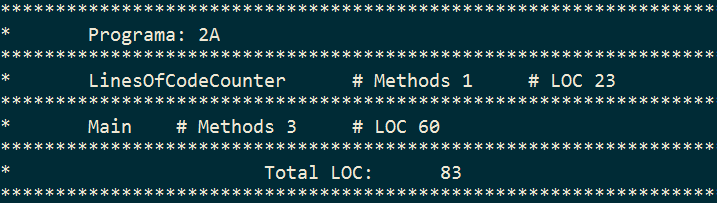 *****************************************************************
*       Programa: 2A
*****************************************************************
*       LinesOfCodeCounter      # Methods 1     # LOC 23
*****************************************************************
*       Main    # Methods 3     # LOC 60
*****************************************************************
*                       Total LOC:      83
*****************************************************************